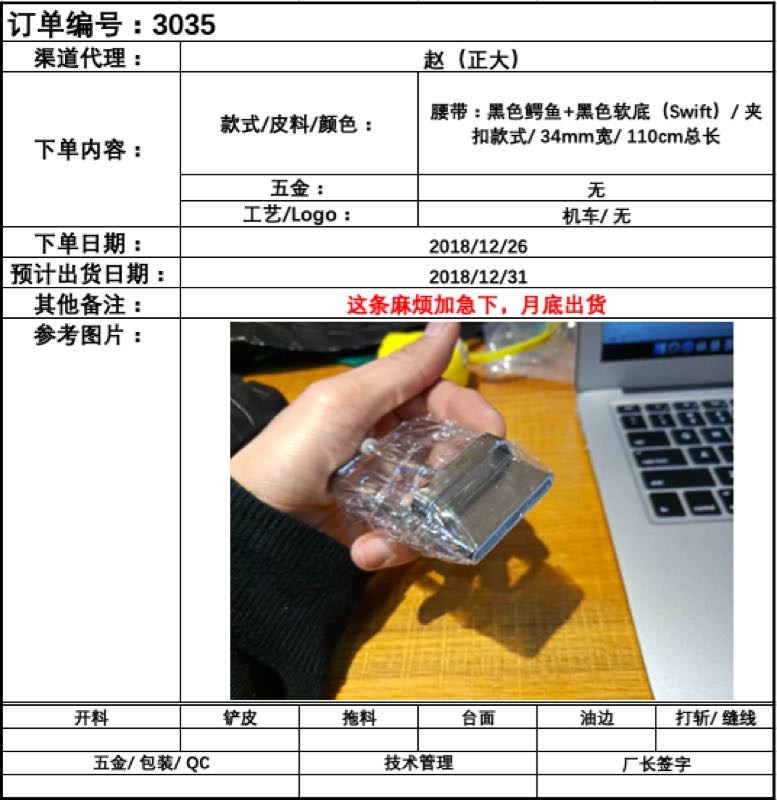 订单编号：3035
渠道代理：
赵（正大）
下单内容：
款式/皮料/颜色：
腰带：黑色鳄鱼+黑色软底（Swift）/ 夹
扣款式/ 34mm宽/ 110cm总长
五金：
无
工艺/Logo：
机车/ 无
下单日期：
2018/12/26
预计出货日期：
2018/12/31
其他备注：
这条麻烦加急下，月底出货
参考图片：
开料
铲皮
拖料
台面
油边
打斩/ 缝线
五金/ 包装/ QC
技术管理
厂长签字